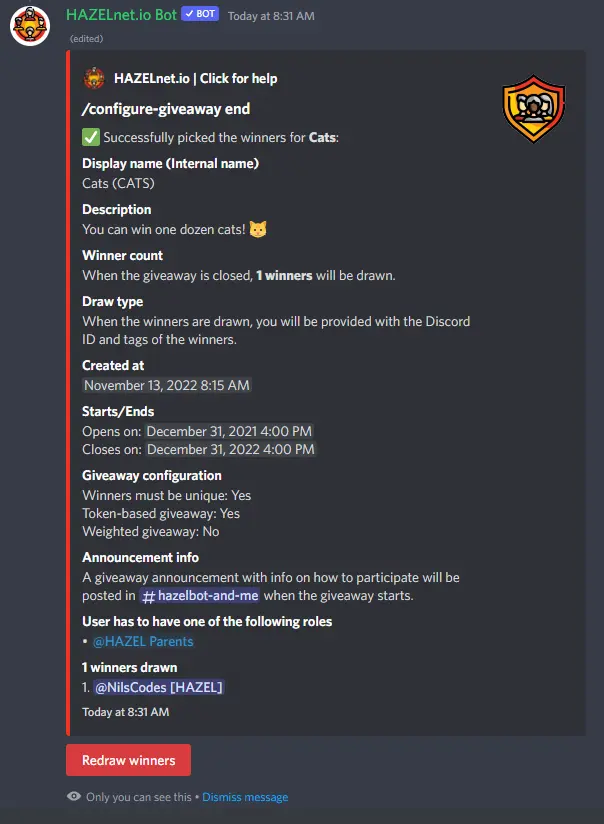 HAZELnet.io Bot ✓ BOT Today at 8:31 AM
(edited)
HAZELnet.io | Click for help
/configure-giveaway end
✅ Successfully picked the winners for Cats:
Display name (Internal name)
Cats (CATS)
Description
You can win one dozen cats! 🐱
Winner count
When the giveaway is closed, 1 winners will be drawn.
Draw type
When the winners are drawn, you will be provided with the Discord
ID and tags of the winners.
Created at
November 13, 2022 8:15 AM
Starts/Ends
Opens on: December 31, 2021 4:00 PM
Closes on: December 31, 2022 4:00 PM
Giveaway configuration
Winners must be unique: Yes
Token-based giveaway: Yes
Weighted giveaway: No
Announcement info
A giveaway announcement with info on how to participate will be
posted in # hazelbot-and-me when the giveaway starts.
User has to have one of the following roles
• @HAZEL Parents
1 winners drawn
1. @NilsCodes [HAZEL]
Today at 8:31 AM
Redraw winners
Only you can see this • Dismiss message